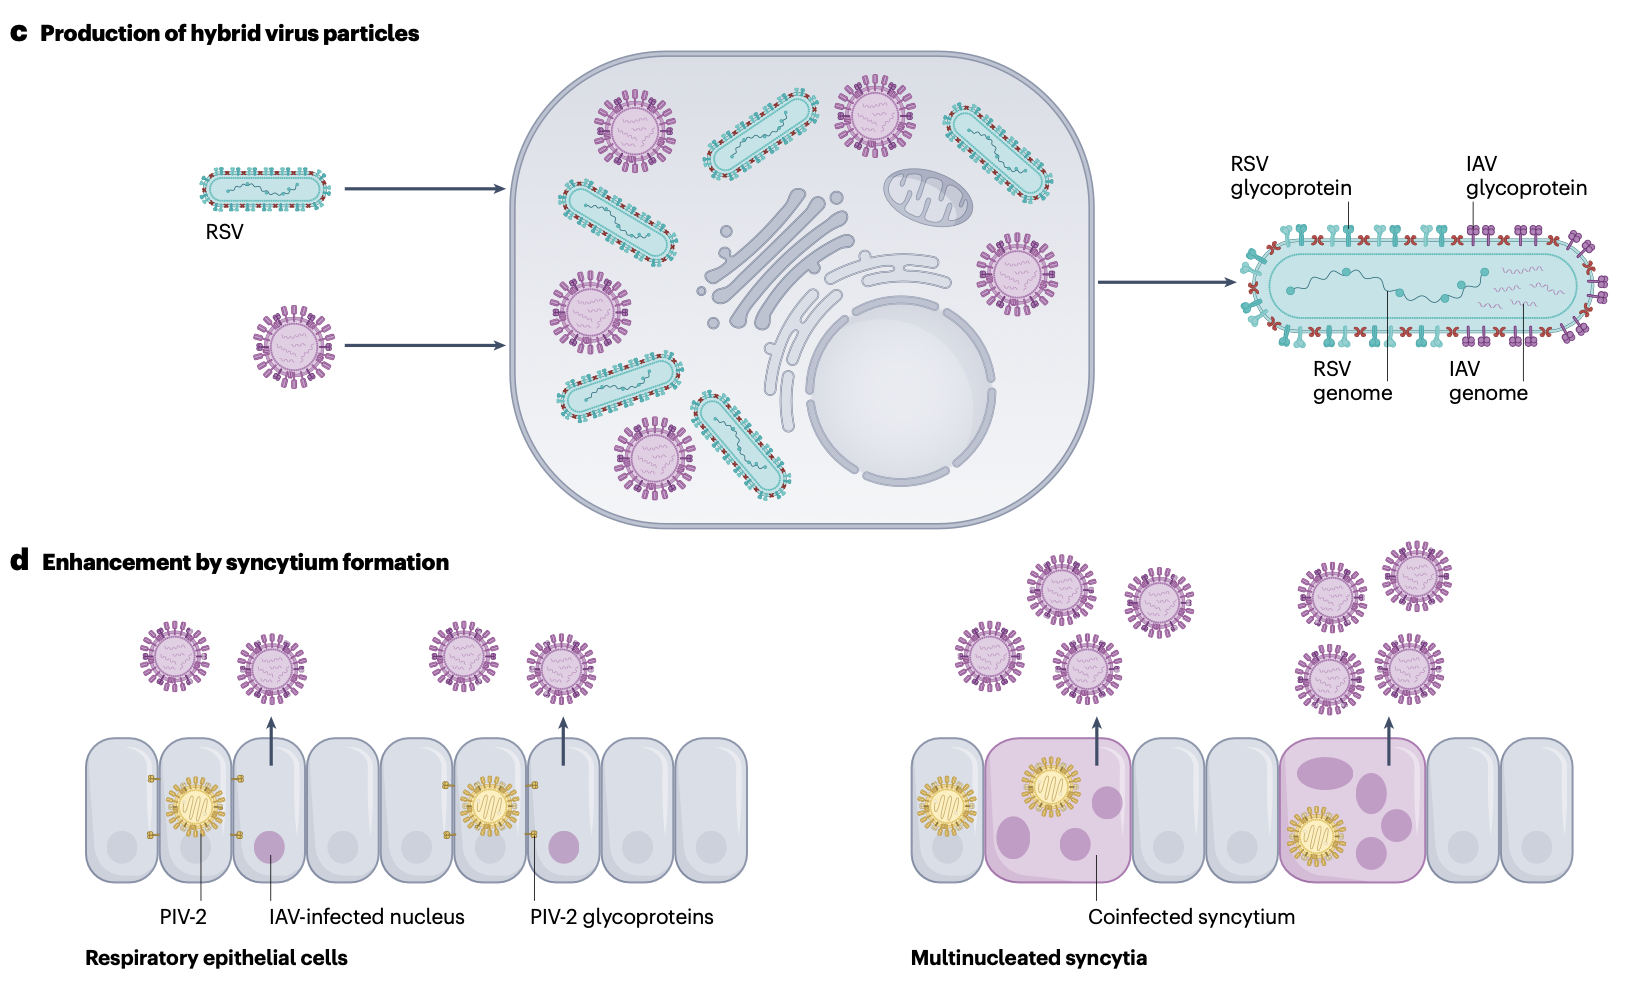 c Production of hybrid virus particles
RSV
RSV
glycoprotein
IAV
glycoprotein
RSV
genome
IAV
genome
d Enhancement by syncytium formation
PIV-2
IAV-infected nucleus
PIV-2 glycoproteins
Respiratory epithelial cells
Coinfected syncytium
Multinucleated syncytia